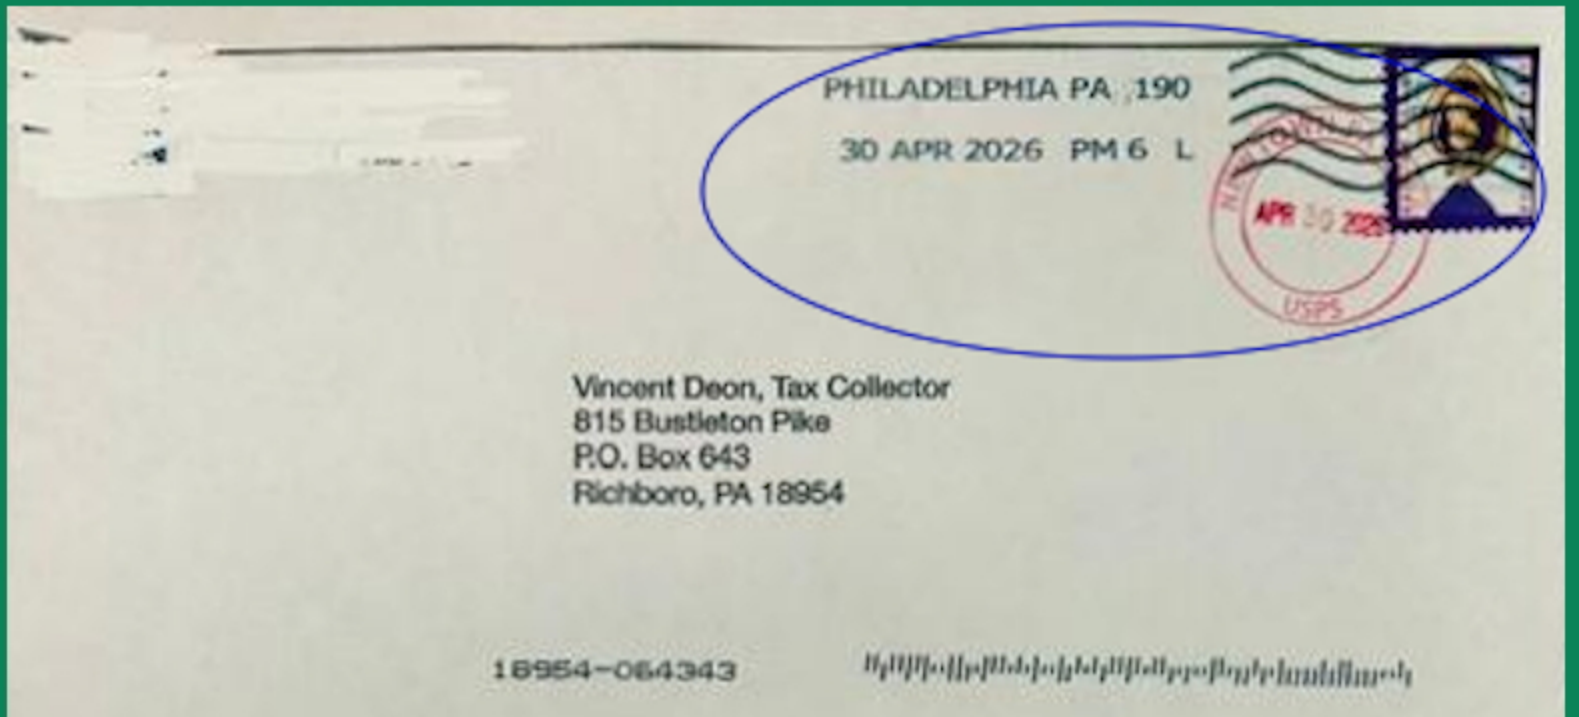 PHILADELPHIA PA 190
30 APR 2026 PM 6 L
NEWTOWN
APR 30 2026
USPS
Vincent Deon, Tax Collector
815 Bustleton Pike
P.O. Box 643
Richboro, PA 18954
18954-064343